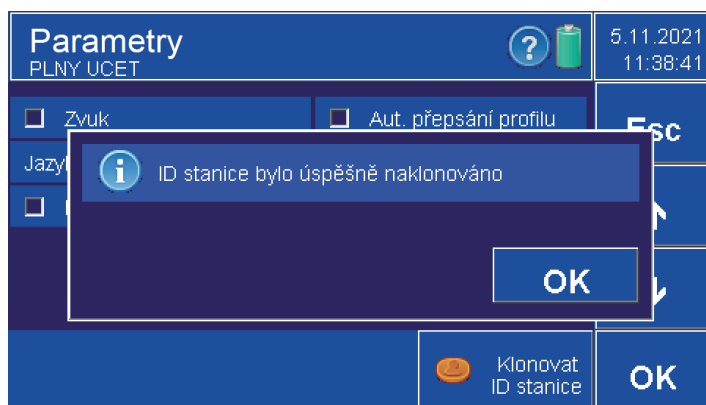 Parametry
PLNY UCET
?
5.11.2021
11:38:41
Zvuk
Aut. přepsání profilu
Esc
ID stanice bylo úspěšně naklonováno
OK
Klonovat
ID stanice
OK